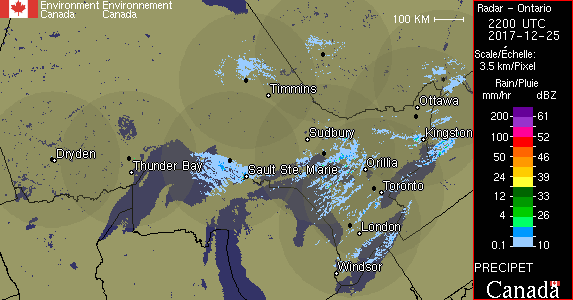 Environment Environnement
Canada Canada
100 KM
Timmins
Ottawa
Sudbury
Kingston
Dryden
Thunder Bay
Sault Ste. Marie
Orillia
Toronto
London
Windsor
Radar - Ontario
2200 UTC
2017-12-25
Scale/Échelle:
3.5 km/Pixel
Rain/Pluie
mm/hr dBZ
200 61
100 52
50 46
24 39
12 33
4 26
0.1 10
PRECIPET
Canada